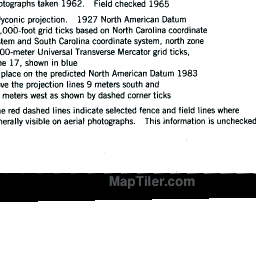 otographs taken 1962. Field checked 1965
yconic projection. 1927 North American Datum
,000-foot grid ticks based on North Carolina coordinate
stem and South Carolina coordinate system, north zone
00-meter Universal Transverse Mercator grid ticks,
ne 17, shown in blue
place on the predicted North American Datum 1983
ve the projection lines 9 meters south and
meters west as shown by dashed corner ticks
e red dashed lines indicate selected fence and field lines where
nerally visible on aerial photographs. This information is unchecked
MapTiler.com